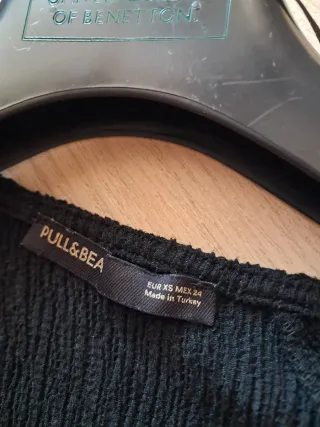 OF BENETTON.
PULL&BEA
EUR XS MEX 24
Made in Turkey